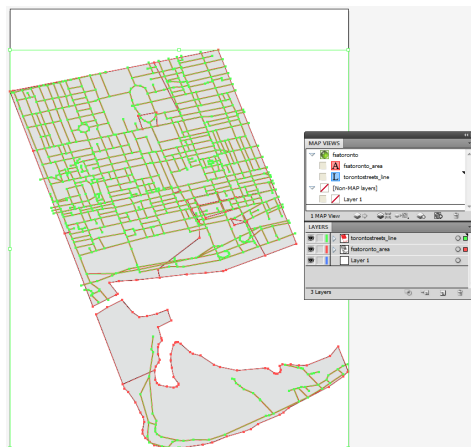 MAP VIEWS
fsatoronto
A fsatoronto_area
L torontostreets_line
[Non-MAP layers]
Layer 1
1 MAP View
LAYERS
torontostreets_line
fsatoronto_area
Layer 1
3 Layers